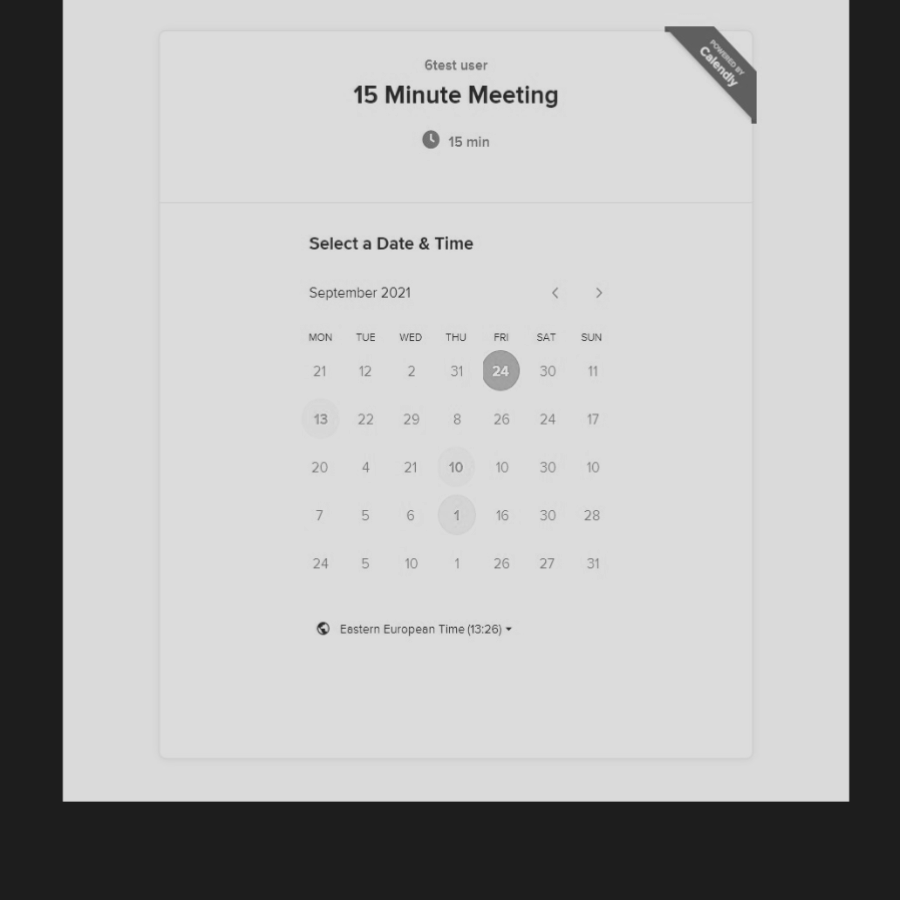 POWERED BY
Calendly
6test user
15 Minute Meeting
15 min
Select a Date & Time
September 2021
MON TUE WED THU FRI SAT SUN
21 12 2 31 24 30 11
13 22 29 8 26 24 17
20 4 21 10 10 30 10
7 5 6 1 16 30 28
24 5 10 1 26 27 31
Eastern European Time (13:26)